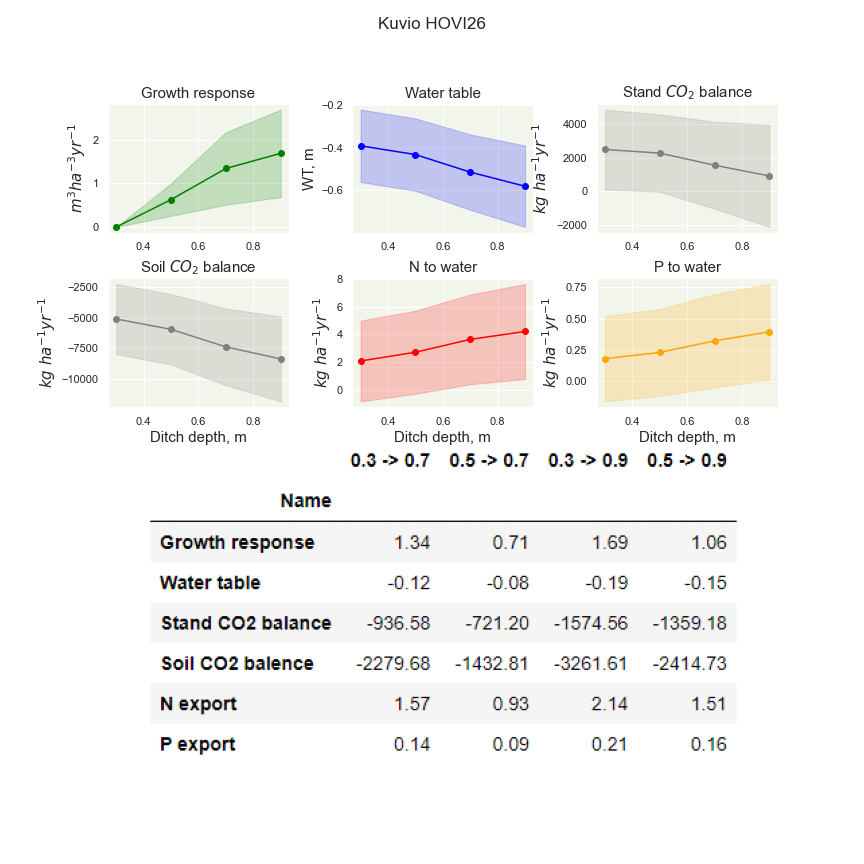 Kuvio HOVI26
Growth response
Water table
Stand CO2 balance
m³ha⁻³yr⁻¹
2
1
0
0.4 0.6 0.8
WT, m
−0.2
−0.4
−0.6
0.4 0.6 0.8
kg ha⁻¹yr⁻¹
4000
2000
0
−2000
0.4 0.6 0.8
Soil CO2 balance
N to water
P to water
kg ha⁻¹yr⁻¹
−2500
−5000
−7500
−10000
0.4 0.6 0.8
Ditch depth, m
kg ha⁻¹yr⁻¹
8
6
4
2
0
0.4 0.6 0.8
Ditch depth, m
kg ha⁻¹yr⁻¹
0.75
0.50
0.25
0.00
0.4 0.6 0.8
Ditch depth, m
0.3 -> 0.7 0.5 -> 0.7 0.3 -> 0.9 0.5 -> 0.9
Name
Growth response 1.34 0.71 1.69 1.06
Water table -0.12 -0.08 -0.19 -0.15
Stand CO2 balance -936.58 -721.20 -1574.56 -1359.18
Soil CO2 balence -2279.68 -1432.81 -3261.61 -2414.73
N export 1.57 0.93 2.14 1.51
P export 0.14 0.09 0.21 0.16